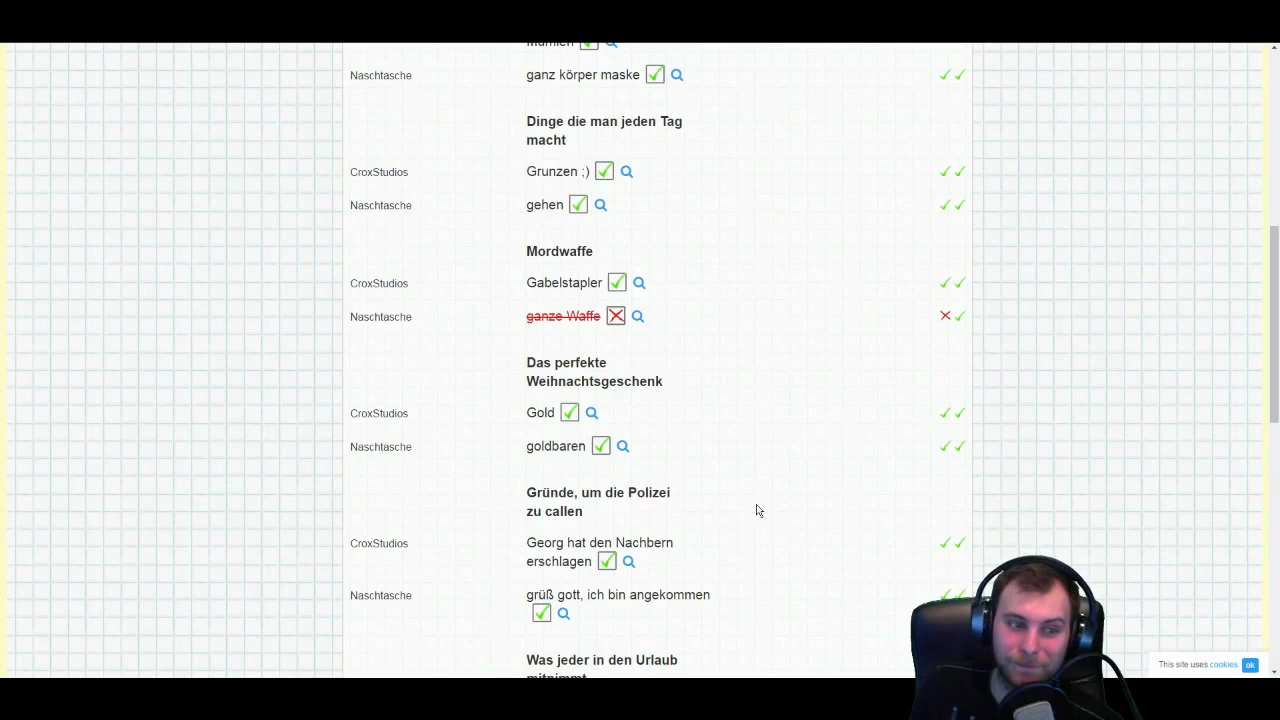 Mumien
Naschtasche ganz körper maske
Dinge die man jeden Tag
macht
CroxStudios Grunzen ;)
Naschtasche gehen
Mordwaffe
CroxStudios Gabelstapler
Naschtasche ganze Waffe
Das perfekte
Weihnachtsgeschenk
CroxStudios Gold
Naschtasche goldbaren
Gründe, um die Polizei
zu callen
CroxStudios Georg hat den Nachbern
erschlagen
Naschtasche grüß gott, ich bin angekommen
Was jeder in den Urlaub
mitnimmt
This site uses cookies. ok